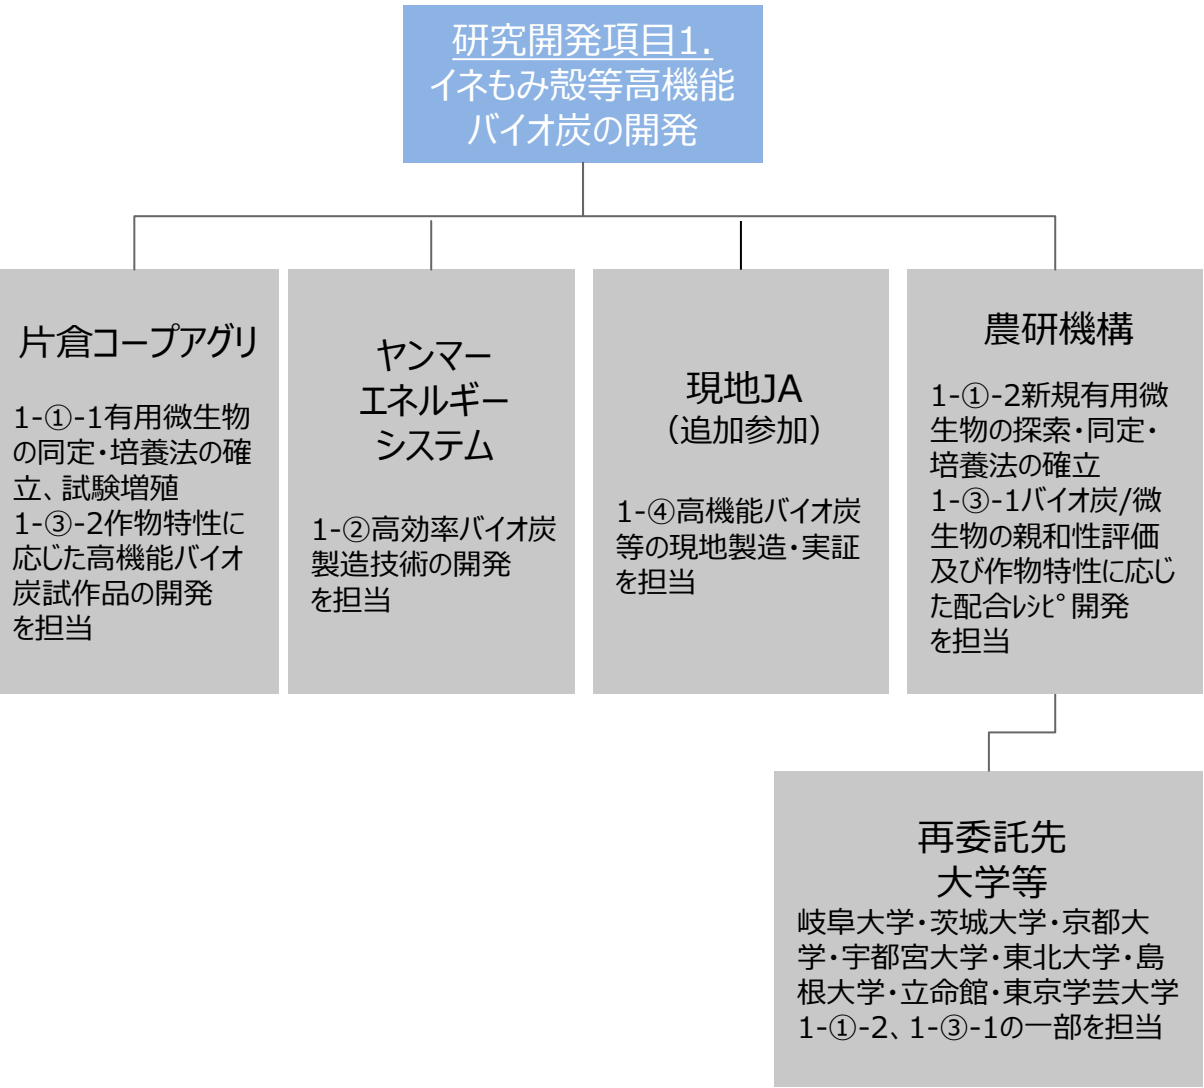 研究開発項目1.
イネもみ殻等高機能
バイオ炭の開発
片倉コープアグリ
1-①-1有用微生物
の同定・培養法の確
立、試験増殖
1-③-2作物特性に
応じた高機能バイオ
炭試作品の開発
を担当
ヤンマー
エネルギー
システム
1-②高効率バイオ炭
製造技術の開発
を担当
現地JA
（追加参加）
1-④高機能バイオ炭
等の現地製造・実証
を担当
農研機構
1-①-2新規有用微
生物の探索・同定・
培養法の確立
1-③-1バイオ炭/微
生物の親和性評価
及び作物特性に応じ
た配合ﾚｼﾋﾟ開発
を担当
再委託先
大学等
岐阜大学・茨城大学・京都大
学・宇都宮大学・東北大学・島
根大学・立命館・東京学芸大学
1-①-2、1-③-1の一部を担当